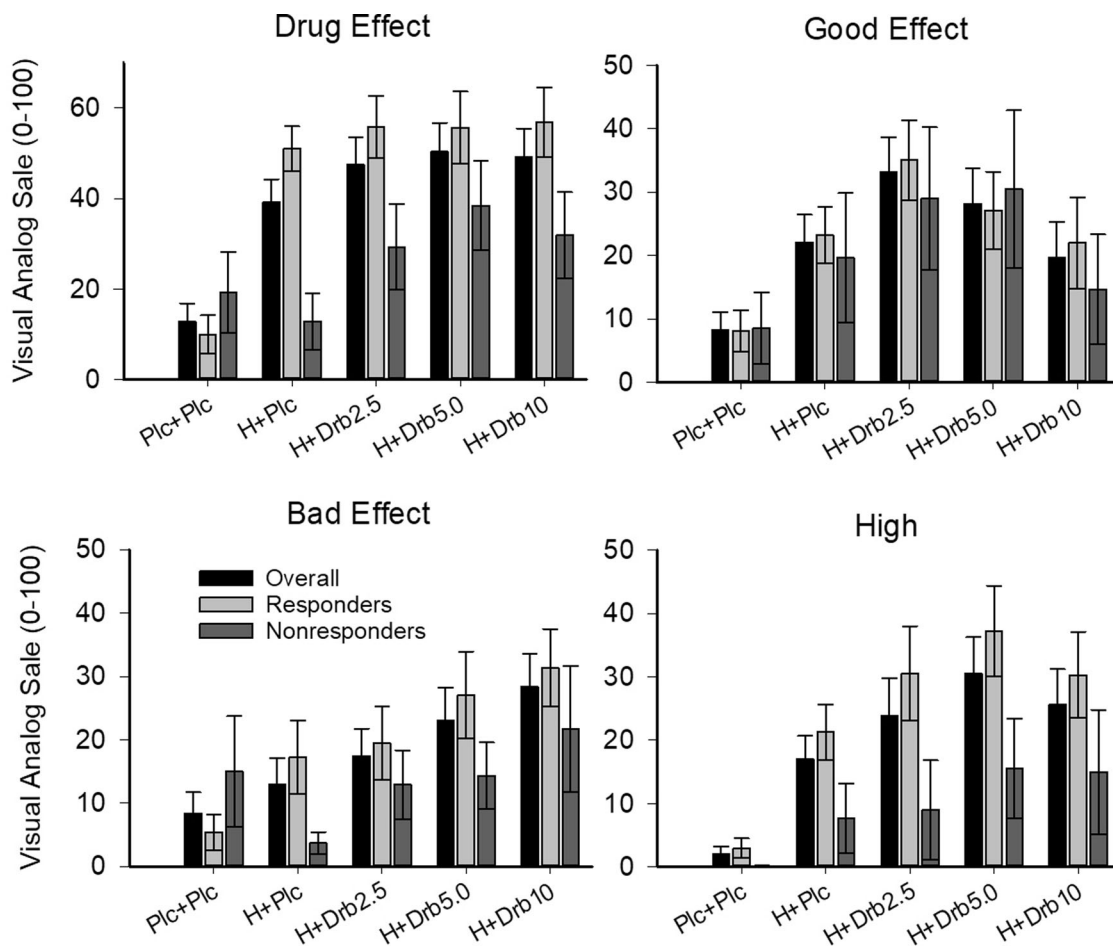 Drug Effect
Visual Analog Sale (0-100)
60
40
20
0
Plc+Plc
H+Plc
H+Drb2.5
H+Drb5.0
H+Drb10
Good Effect
50
40
30
20
10
0
Plc+Plc
H+Plc
H+Drb2.5
H+Drb5.0
H+Drb10
Bad Effect
Visual Analog Sale (0-100)
50
40
30
20
10
0
Overall
Responders
Nonresponders
Plc+Plc
H+Plc
H+Drb2.5
H+Drb5.0
H+Drb10
High
50
40
30
20
10
0
Plc+Plc
H+Plc
H+Drb2.5
H+Drb5.0
H+Drb10